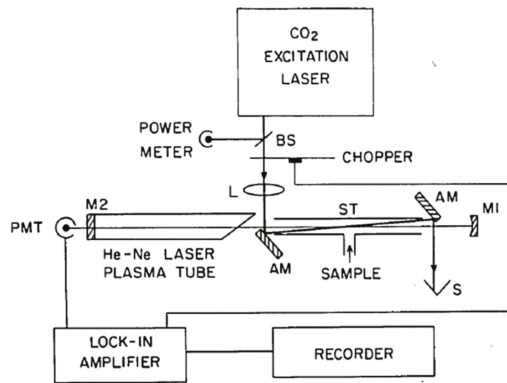 CO2
EXCITATION
LASER
POWER
METER
BS
CHOPPER
L
M2
ST
AM
M1
PMT
He-Ne LASER
PLASMA TUBE
AM
SAMPLE
S
LOCK-IN
AMPLIFIER
RECORDER